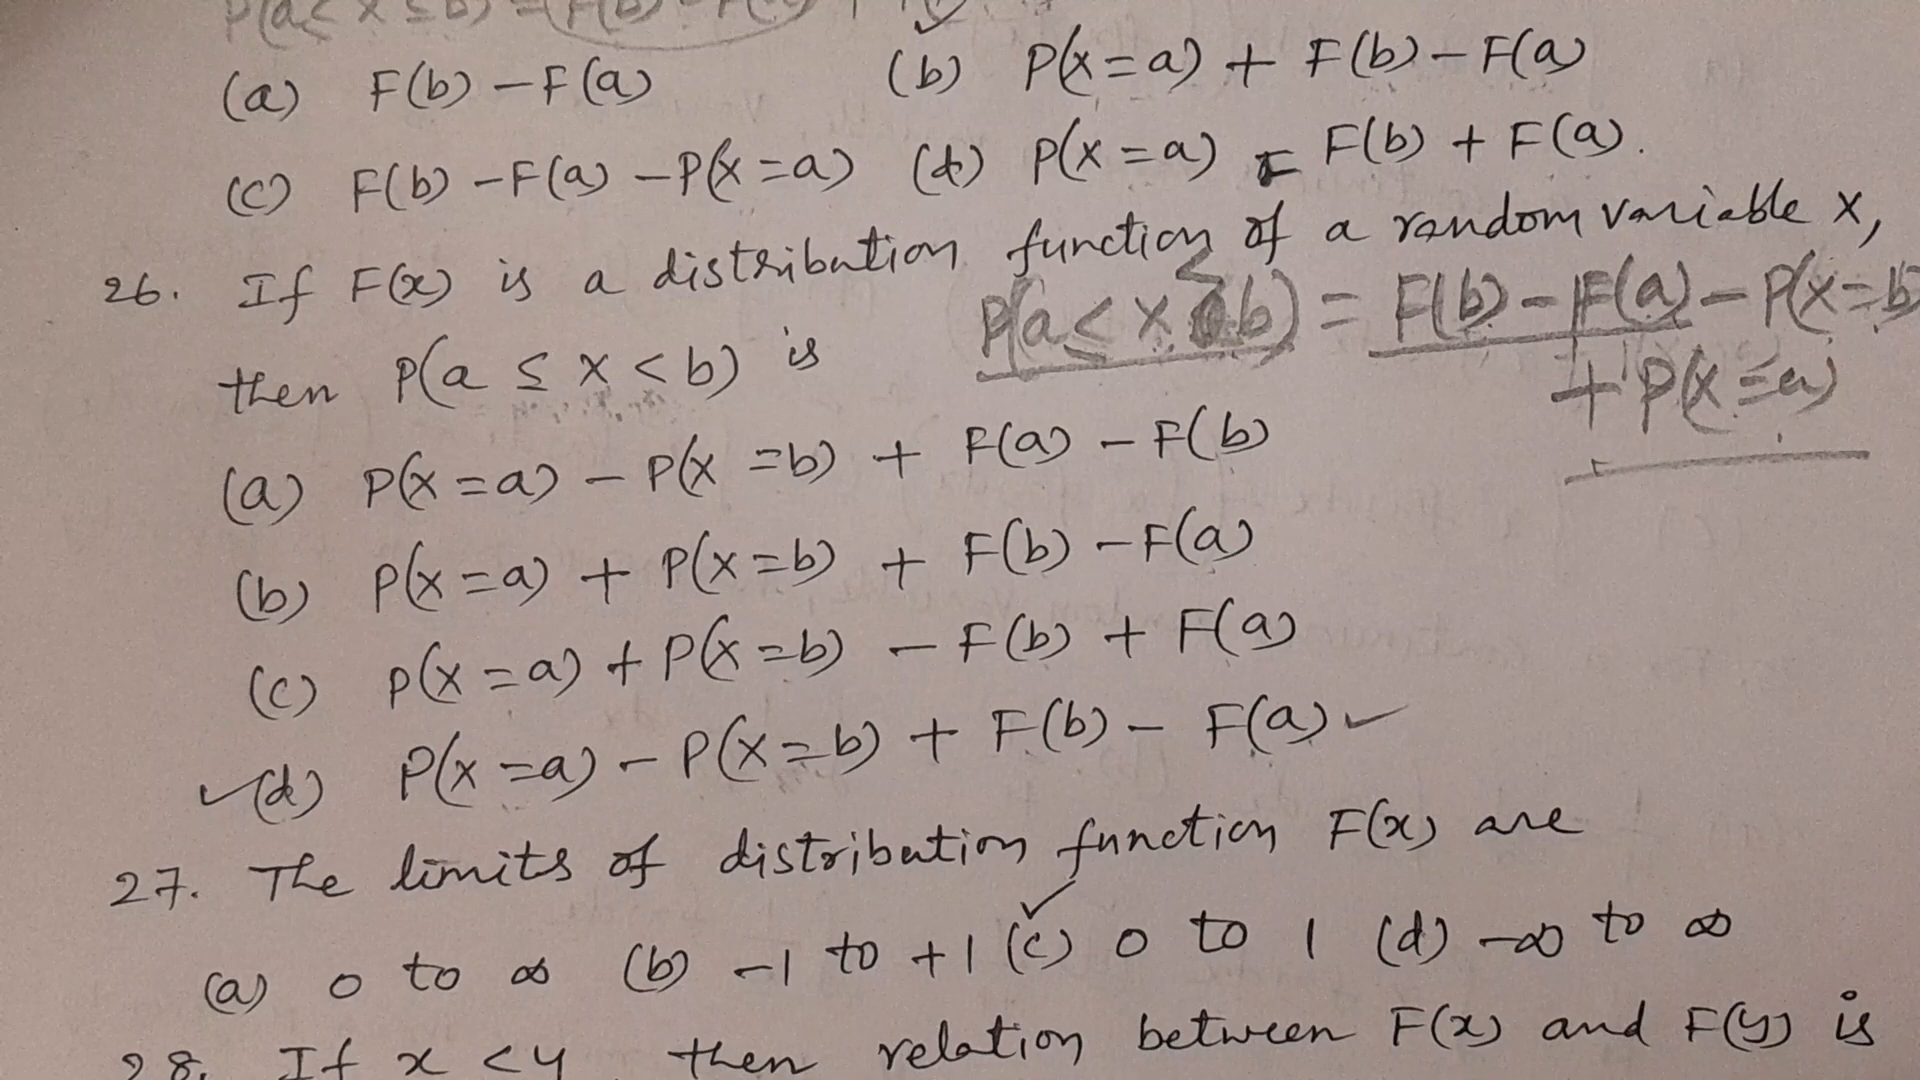 P(a< x ≤ b) = F(b) - F(a)
(a) F(b) - F(a) (b) P(x = a) + F(b) - F(a)
(c) F(b) - F(a) - P(x = a) (d) P(x = a) - F(b) + F(a).
26. If F(x) is a distribution function of a random variable x,
then P(a ≤ x < b) is
P(a < x b) = F(b) - F(a) - P(x = b)
+ P(x = a)
(a) P(x = a) - P(x = b) + F(a) - F(b)
(b) P(x = a) + P(x = b) + F(b) - F(a)
(c) P(x = a) + P(x = b) - F(b) + F(a)
✓(d) P(x = a) - P(x = b) + F(b) - F(a) ✓
27. The limits of distribution function F(x) are
(a) 0 to ∞ (b) -1 to +1 (c) 0 to 1 (d) -∞ to ∞
28. If x < y, then relation between F(x) and F(y) is